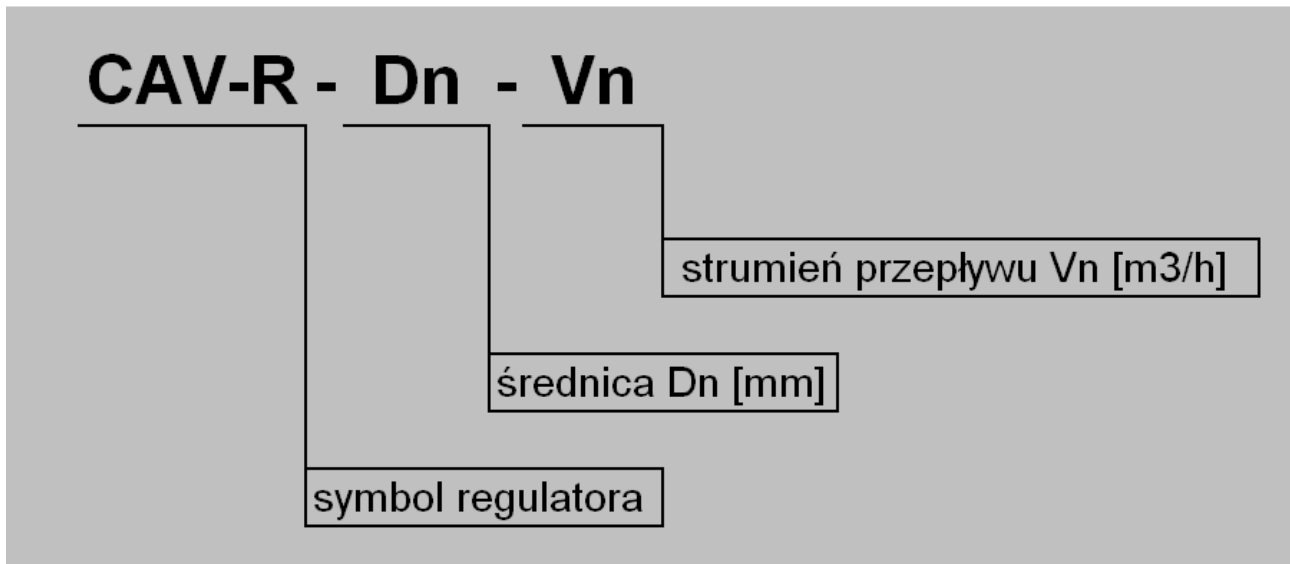 CAV-R - Dn - Vn
strumień przepływu Vn [m3/h]
średnica Dn [mm]
symbol regulatora